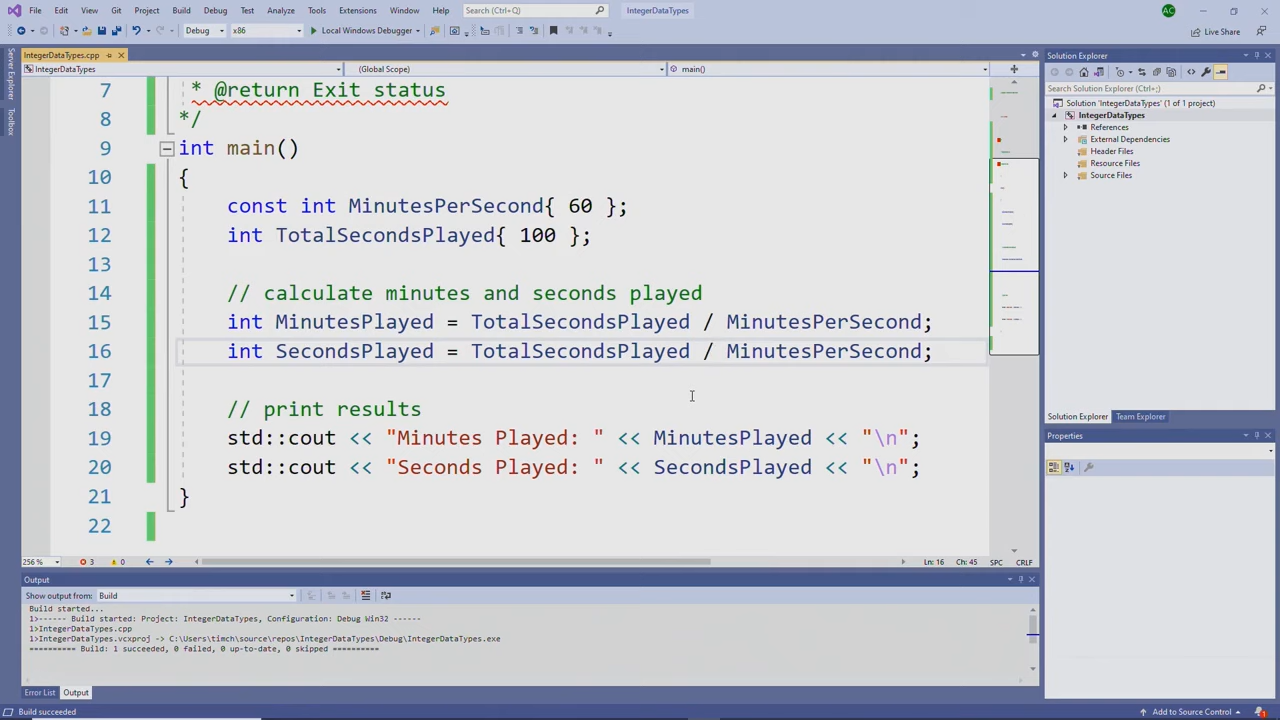 File Edit View Git Project Build Debug Test Analyze Tools Extensions Window Help Search (Ctrl+Q) IntegerDataTypes AC
Debug x86 Local Windows Debugger Live Share
Server Explorer
Toolbox
IntegerDataTypes.cpp
IntegerDataTypes (Global Scope) main()
7 * @return Exit status
8 */
9 int main()
10 {
11 const int MinutesPerSecond{ 60 };
12 int TotalSecondsPlayed{ 100 };
13
14 // calculate minutes and seconds played
15 int MinutesPlayed = TotalSecondsPlayed / MinutesPerSecond;
16 int SecondsPlayed = TotalSecondsPlayed / MinutesPerSecond;
17
18 // print results
19 std::cout << "Minutes Played: " << MinutesPlayed << "\n";
20 std::cout << "Seconds Played: " << SecondsPlayed << "\n";
21 }
22
256 % 3 0 Ln: 16 Ch: 45 SPC CRLF
Output
Show output from: Build
Build started...
1>------ Build started: Project: IntegerDataTypes, Configuration: Debug Win32 ------
1>IntegerDataTypes.cpp
1>IntegerDataTypes.vcxproj -> C:\Users\timch\source\repos\IntegerDataTypes\Debug\IntegerDataTypes.exe
========== Build: 1 succeeded, 0 failed, 0 up-to-date, 0 skipped ==========
Error List Output
Build succeeded
Solution Explorer
Search Solution Explorer (Ctrl+;)
Solution 'IntegerDataTypes' (1 of 1 project)
IntegerDataTypes
References
External Dependencies
Header Files
Resource Files
Source Files
Solution Explorer Team Explorer
Properties
Add to Source Control 1